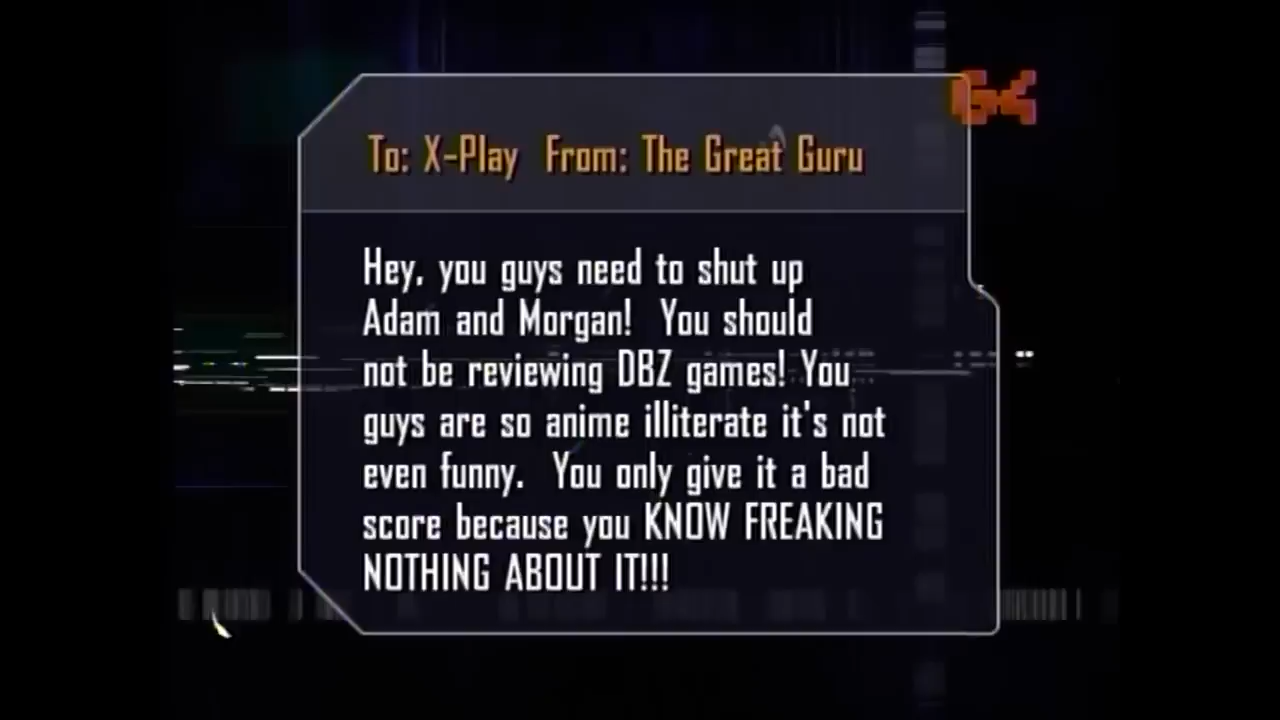 G4
To: X-Play  From: The Great Guru
Hey, you guys need to shut up
Adam and Morgan!  You should
not be reviewing DBZ games! You
guys are so anime illiterate it's not
even funny.  You only give it a bad
score because you KNOW FREAKING
NOTHING ABOUT IT!!!